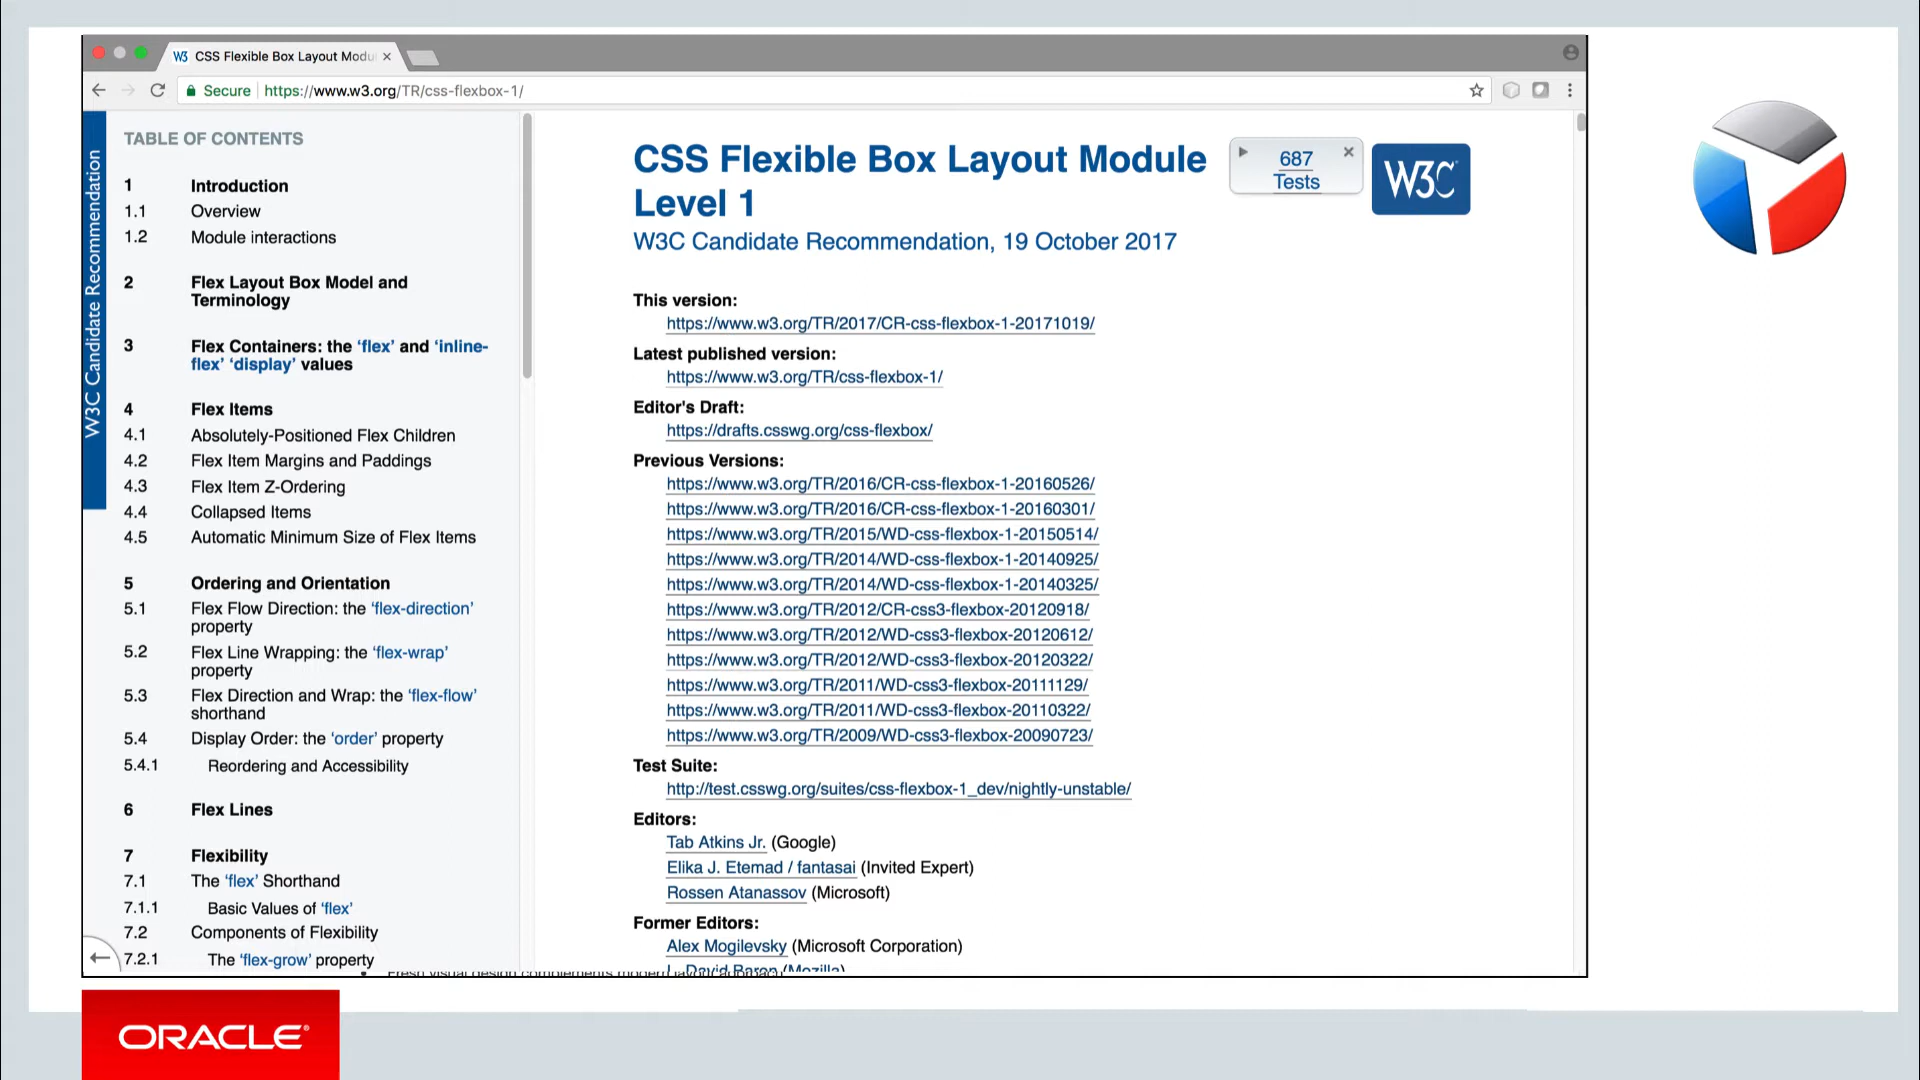 W3 CSS Flexible Box Layout Modu
Secure https://www.w3.org/TR/css-flexbox-1/
W3C Candidate Recommendation
TABLE OF CONTENTS
1 Introduction
1.1 Overview
1.2 Module interactions
2 Flex Layout Box Model and
Terminology
3 Flex Containers: the ‘flex’ and ‘inline-
flex’ ‘display’ values
4 Flex Items
4.1 Absolutely-Positioned Flex Children
4.2 Flex Item Margins and Paddings
4.3 Flex Item Z-Ordering
4.4 Collapsed Items
4.5 Automatic Minimum Size of Flex Items
5 Ordering and Orientation
5.1 Flex Flow Direction: the ‘flex-direction’
property
5.2 Flex Line Wrapping: the ‘flex-wrap’
property
5.3 Flex Direction and Wrap: the ‘flex-flow’
shorthand
5.4 Display Order: the ‘order’ property
5.4.1 Reordering and Accessibility
6 Flex Lines
7 Flexibility
7.1 The ‘flex’ Shorthand
7.1.1 Basic Values of ‘flex’
7.2 Components of Flexibility
7.2.1 The ‘flex-grow’ property
CSS Flexible Box Layout Module
Level 1
687
Tests
W3C
W3C Candidate Recommendation, 19 October 2017
This version:
https://www.w3.org/TR/2017/CR-css-flexbox-1-20171019/
Latest published version:
https://www.w3.org/TR/css-flexbox-1/
Editor's Draft:
https://drafts.csswg.org/css-flexbox/
Previous Versions:
https://www.w3.org/TR/2016/CR-css-flexbox-1-20160526/
https://www.w3.org/TR/2016/CR-css-flexbox-1-20160301/
https://www.w3.org/TR/2015/WD-css-flexbox-1-20150514/
https://www.w3.org/TR/2014/WD-css-flexbox-1-20140925/
https://www.w3.org/TR/2014/WD-css-flexbox-1-20140325/
https://www.w3.org/TR/2012/CR-css3-flexbox-20120918/
https://www.w3.org/TR/2012/WD-css3-flexbox-20120612/
https://www.w3.org/TR/2012/WD-css3-flexbox-20120322/
https://www.w3.org/TR/2011/WD-css3-flexbox-20111129/
https://www.w3.org/TR/2011/WD-css3-flexbox-20110322/
https://www.w3.org/TR/2009/WD-css3-flexbox-20090723/
Test Suite:
http://test.csswg.org/suites/css-flexbox-1_dev/nightly-unstable/
Editors:
Tab Atkins Jr. (Google)
Elika J. Etemad / fantasai (Invited Expert)
Rossen Atanassov (Microsoft)
Former Editors:
Alex Mogilevsky (Microsoft Corporation)
L. David Baron (Mozilla)
Fresh visual design complements modern layout approach
ORACLE